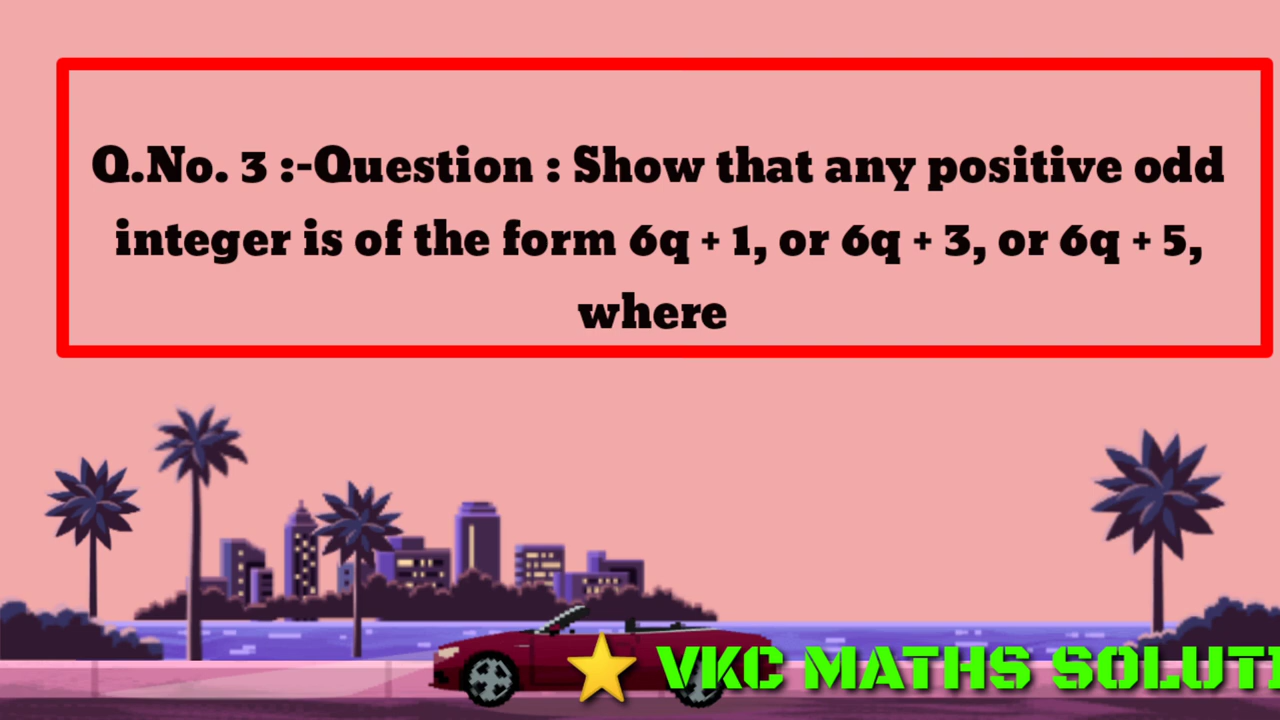 Q.No. 3 :-Question : Show that any positive odd
integer is of the form 6q + 1, or 6q + 3, or 6q + 5,
where
VKC MATHS SOLUTI